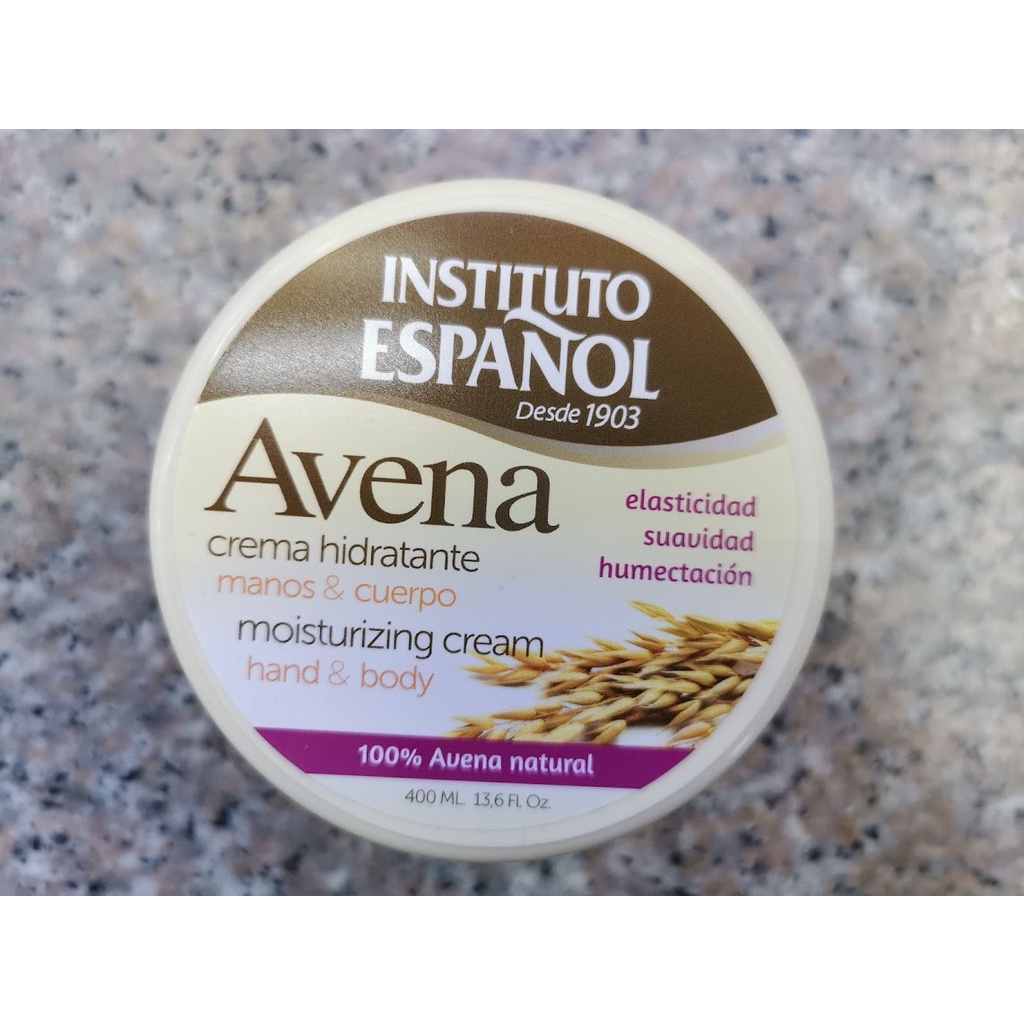 INSTITUTO
ESPAÑOL
Desde 1903
Avena
crema hidratante
manos & cuerpo
moisturizing cream
hand & body
elasticidad
suavidad
humectación
100% Avena natural
400 ML. 13,6 Fl. Oz.